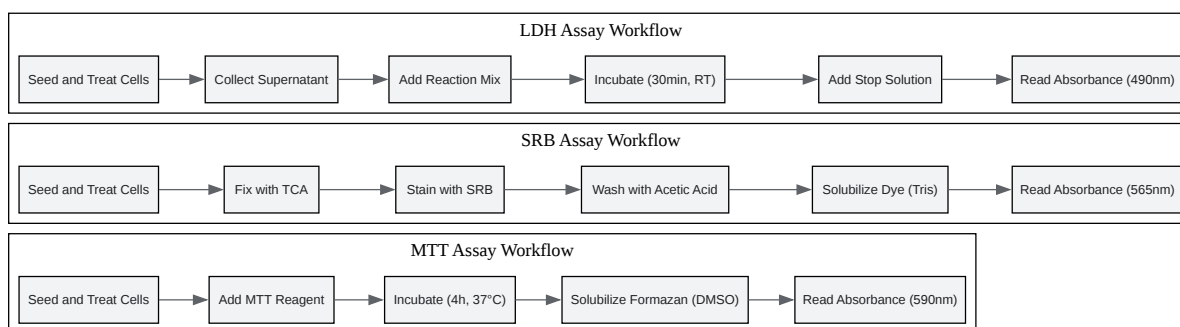 LDH Assay Workflow
Seed and Treat Cells
Collect Supernatant
Add Reaction Mix
Incubate (30min, RT)
Add Stop Solution
Read Absorbance (490nm)
SRB Assay Workflow
Seed and Treat Cells
Fix with TCA
Stain with SRB
Wash with Acetic Acid
Solubilize Dye (Tris)
Read Absorbance (565nm)
MTT Assay Workflow
Seed and Treat Cells
Add MTT Reagent
Incubate (4h, 37°C)
Solubilize Formazan (DMSO)
Read Absorbance (590nm)